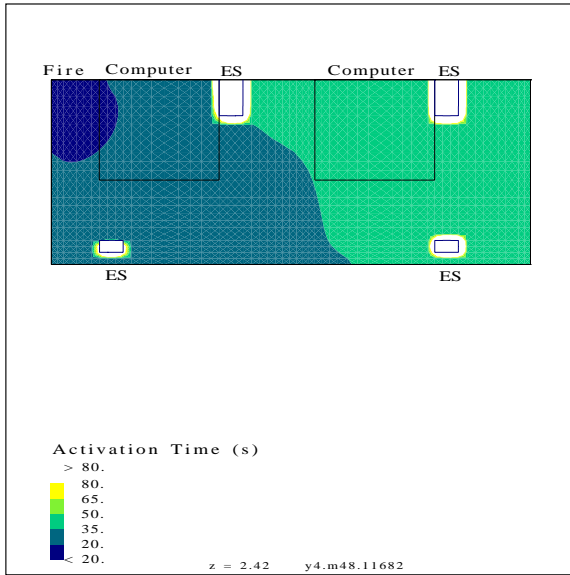 Fire Computer ES Computer ES
ES ES
Activation Time (s)
> 80.
80.
65.
50.
35.
20.
< 20.
z = 2.42 y4.m48.11682